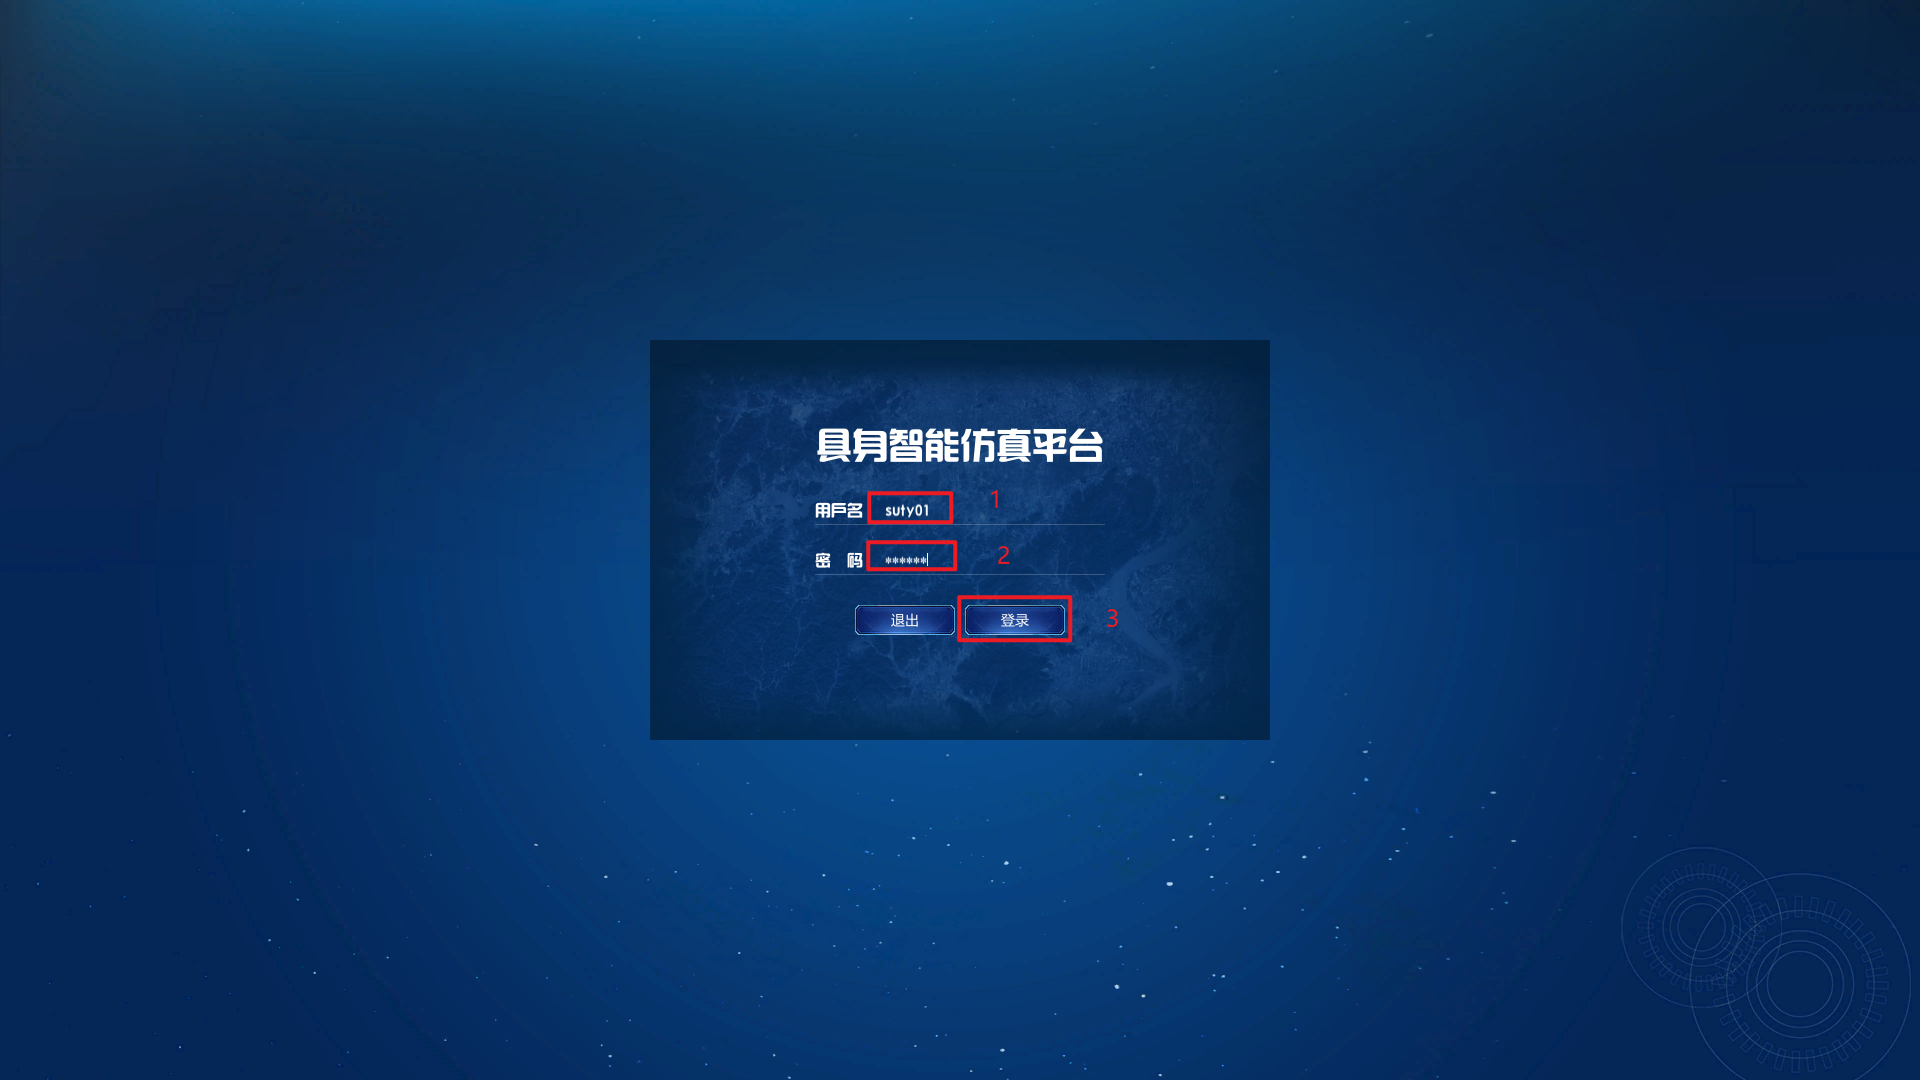 具身智能仿真平台
用户名 suty01 1
密 码 ****** 2
退出 登录 3